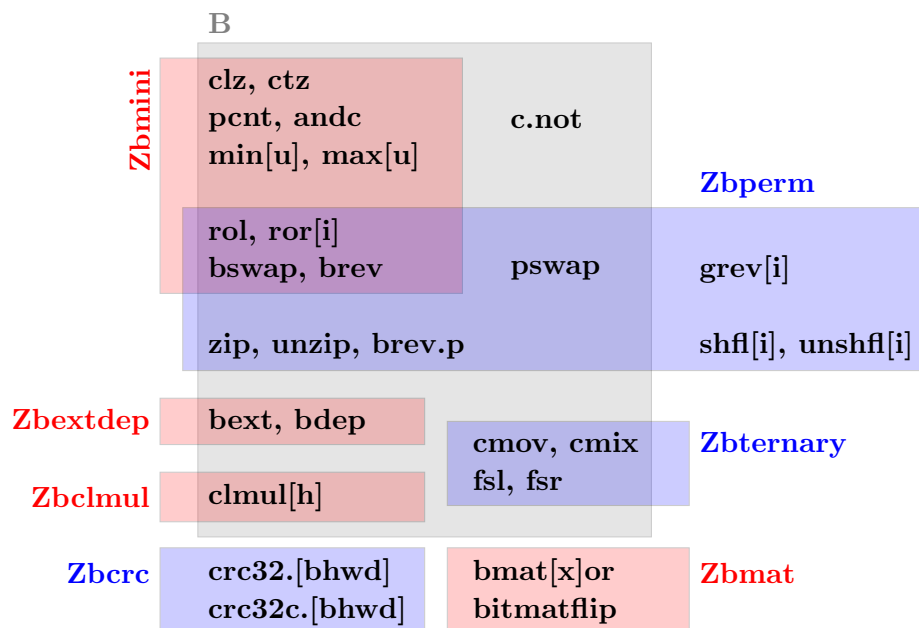 B
Zbmini
clz, ctz
pcnt, andc
min[u], max[u]
c.not
Zbperm
rol, ror[i]
bswap, brev
pswap
grev[i]
zip, unzip, brev.p
shfl[i], unshfl[i]
Zbextdep
bext, bdep
cmov, cmix
fsl, fsr
Zbternary
Zbclmul
clmul[h]
Zbcrc
crc32.[bhwd]
crc32c.[bhwd]
bmat[x]or
bitmatflip
Zbmat